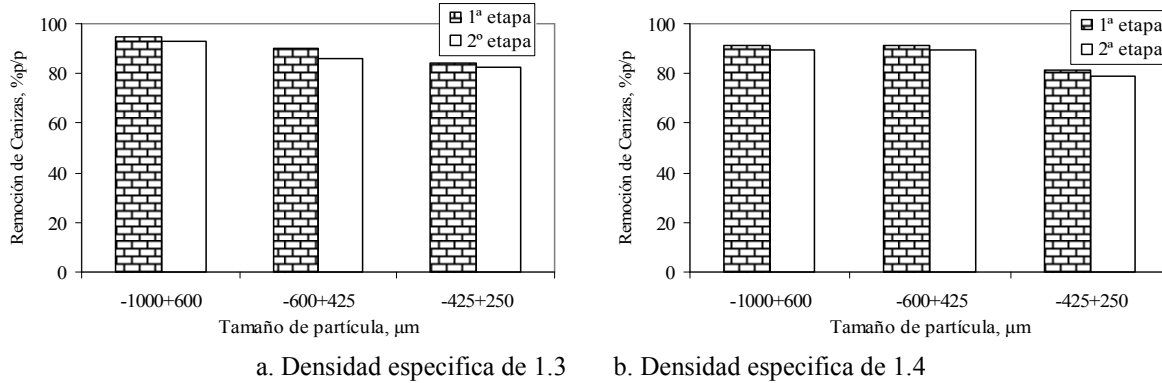 Remoción de Cenizas, %p/p
100
80
60
40
20
0
1ª etapa
2º etapa
-1000+600
-600+425
-425+250
Tamaño de partícula, µm
a. Densidad especifica de 1.3
Remoción de Cenizas, %p/p
100
80
60
40
20
0
1ª etapa
2ª etapa
-1000+600
-600+425
-425+250
Tamaño de partícula, µm
b. Densidad especifica de 1.4